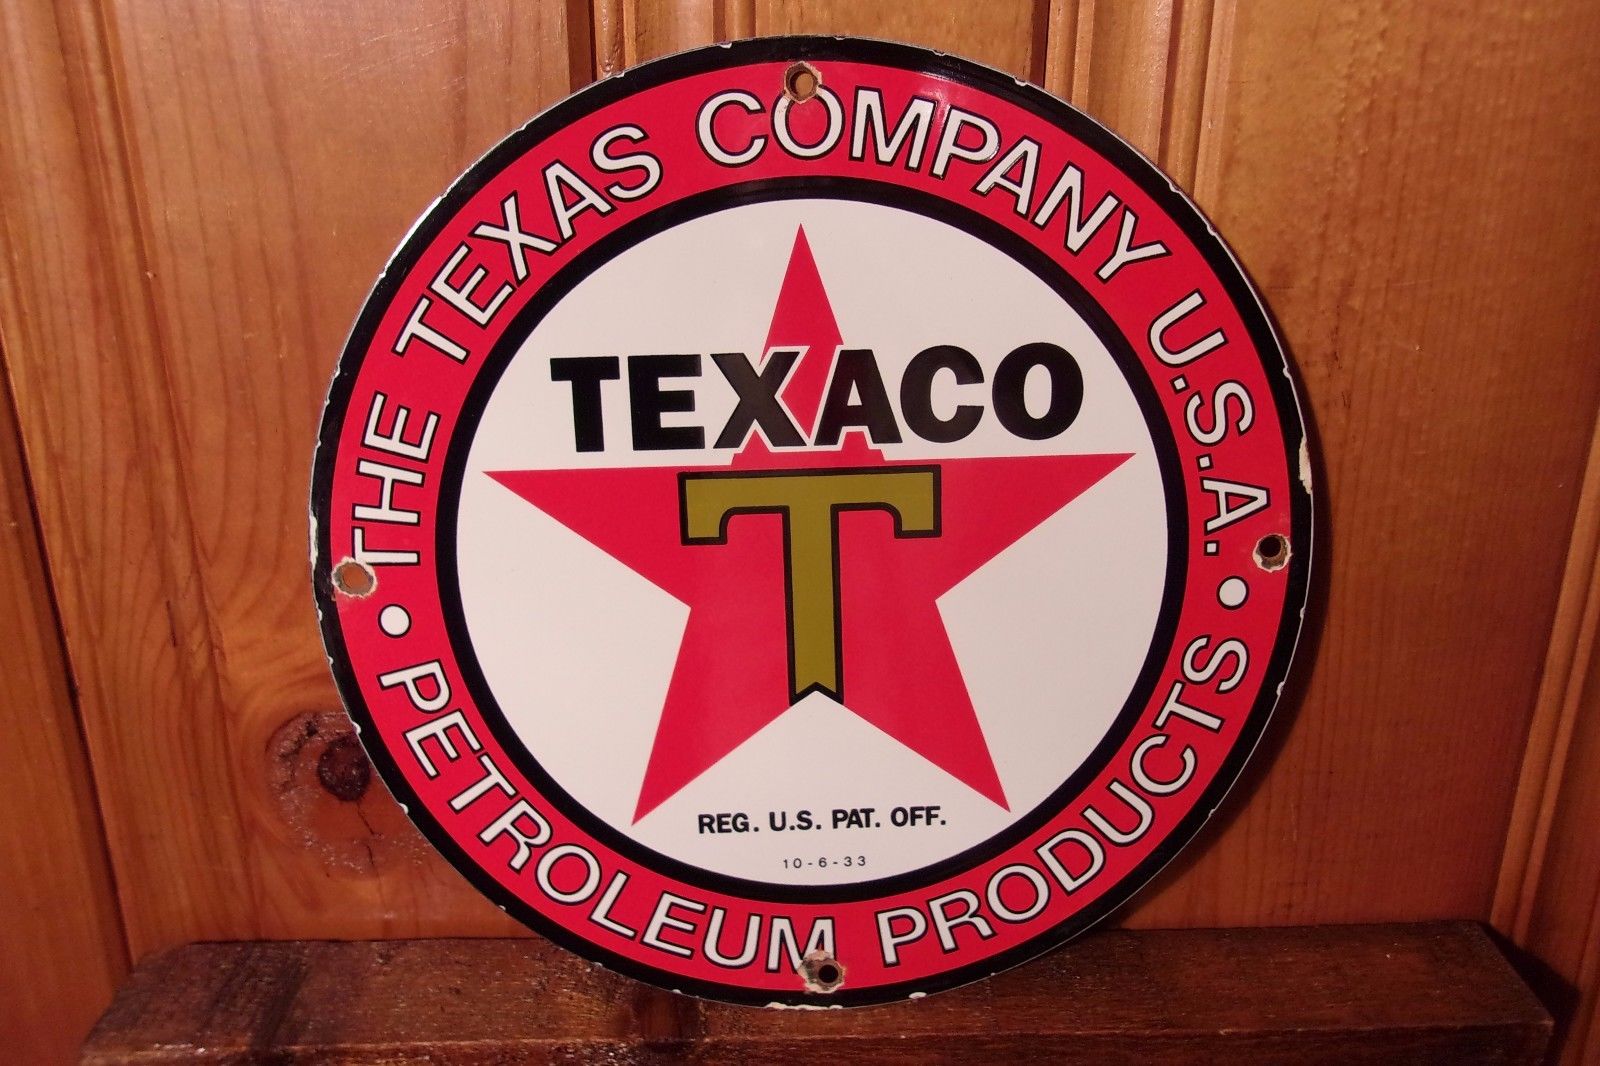 THE TEXAS COMPANY U.S.A.
TEXACO
T
REG. U.S. PAT. OFF.
10-6-33
• PETROLEUM PRODUCTS •